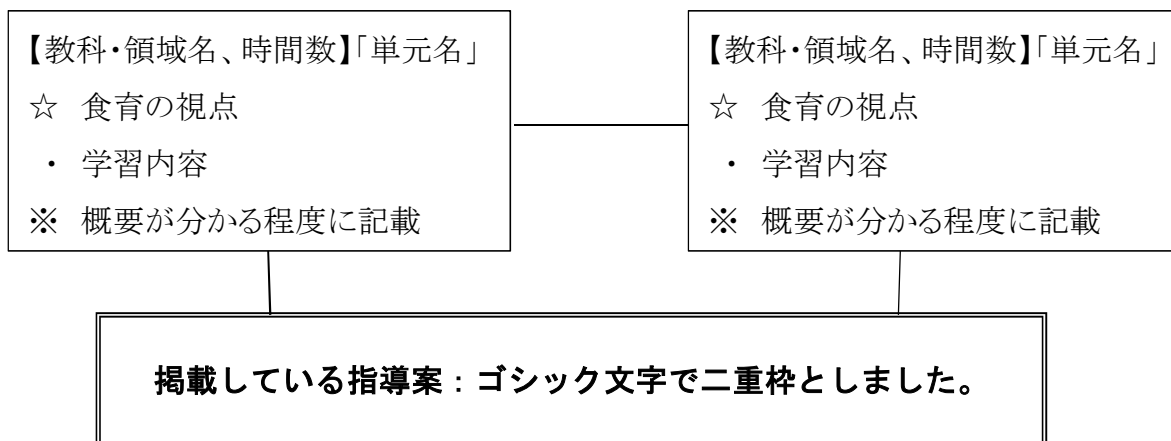 【教科・領域名、時間数】「単元名」
☆ 食育の視点
・ 学習内容
※ 概要が分かる程度に記載
【教科・領域名、時間数】「単元名」
☆ 食育の視点
・ 学習内容
※ 概要が分かる程度に記載
掲載している指導案：ゴシック文字で二重枠としました。